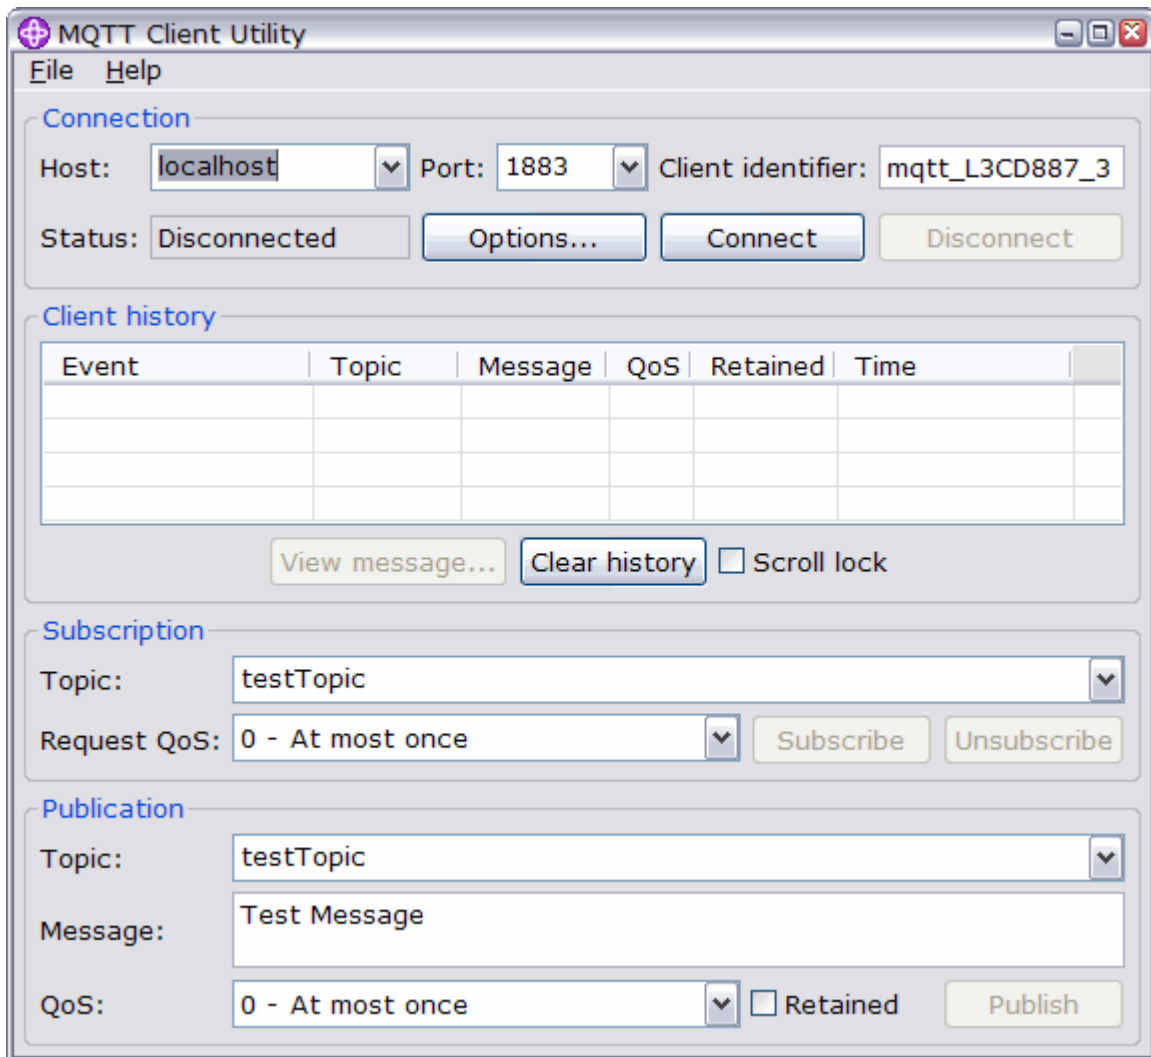 MQTT Client Utility
File Help
Connection
Host: localhost Port: 1883 Client identifier: mqtt_L3CD887_3
Status: Disconnected Options... Connect Disconnect
Client history
Event Topic Message QoS Retained Time
View message... Clear history Scroll lock
Subscription
Topic: testTopic
Request QoS: 0 - At most once Subscribe Unsubscribe
Publication
Topic: testTopic
Message: Test Message
QoS: 0 - At most once Retained Publish